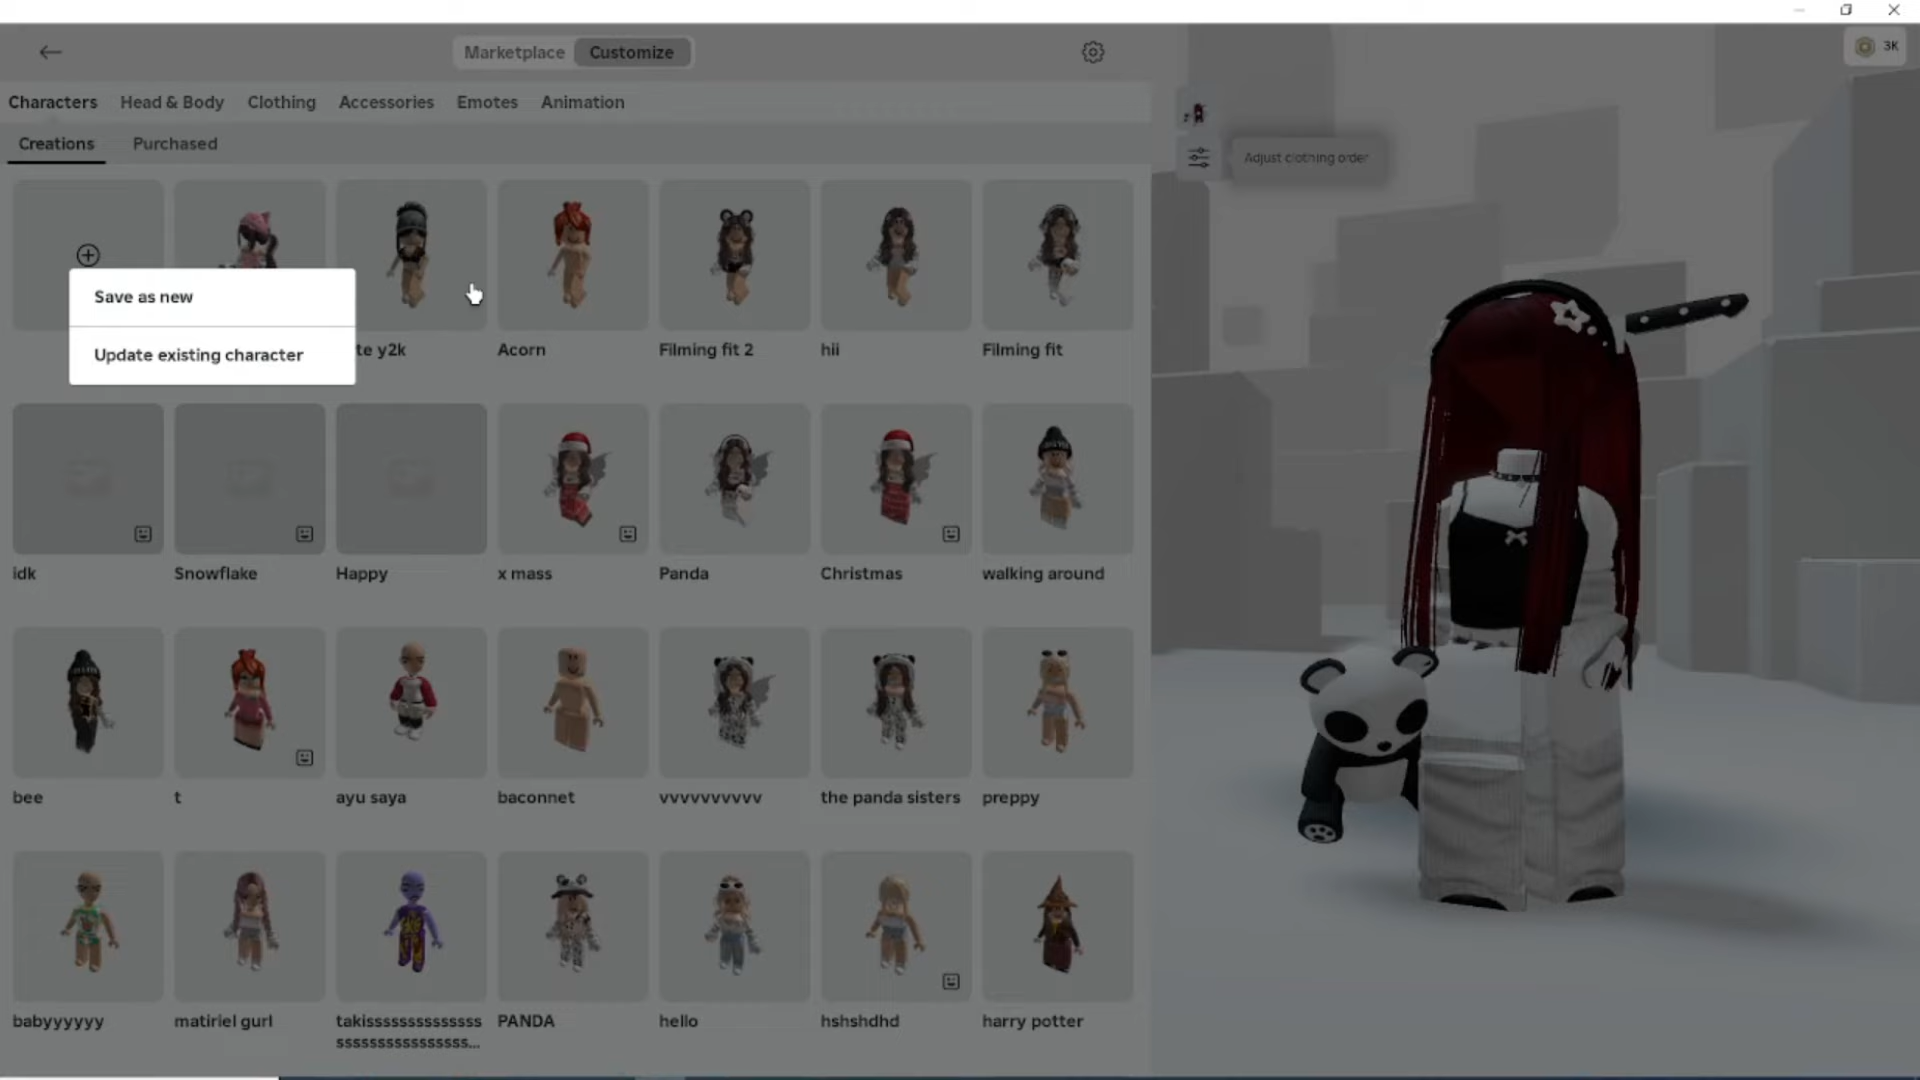 Marketplace
Customize
3K
Characters
Head & Body
Clothing
Accessories
Emotes
Animation
Creations
Purchased
Adjust clothing order
Save as new
Update existing character
te y2k
Acorn
Filming fit 2
hii
Filming fit
idk
Snowflake
Happy
x mass
Panda
Christmas
walking around
bee
t
ayu saya
baconnet
vvvvvvvvvv
the panda sisters
preppy
babyyyyyy
matiriel gurl
takisssssssssssssss
sssssssssssssssss...
PANDA
hello
hshshdhd
harry potter